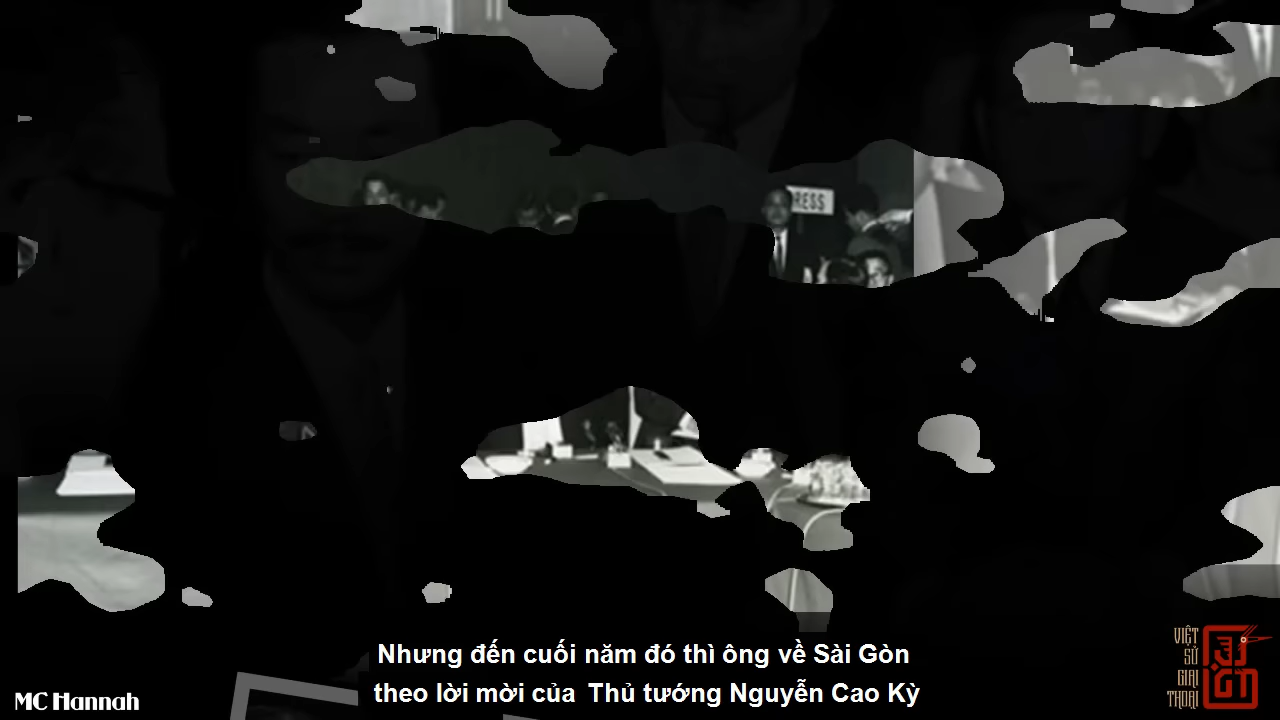 RESS
Nhưng đến cuối năm đó thì ông về Sài Gòn
theo lời mời của Thủ tướng Nguyễn Cao Kỳ
MC Hannah
VIỆT
SỬ
GIAI
THOẠI